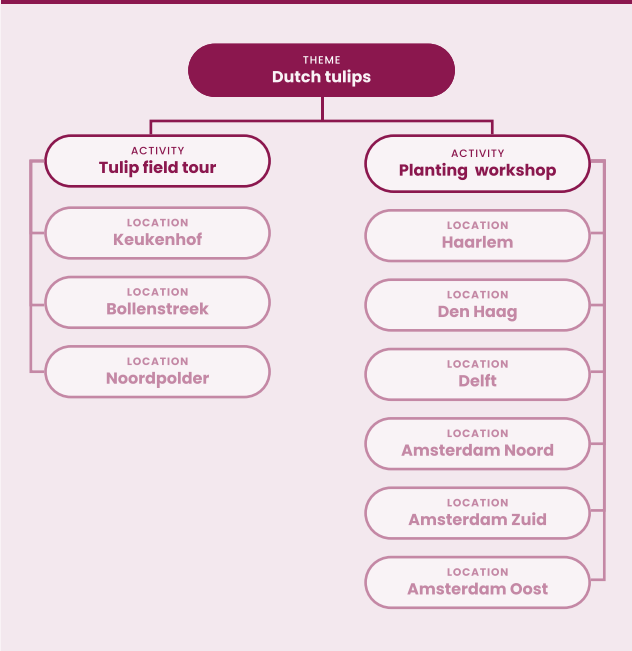 THEME
Dutch tulips
ACTIVITY
Tulip field tour
LOCATION
Keukenhof
LOCATION
Bollenstreek
LOCATION
Noordpolder
ACTIVITY
Planting workshop
LOCATION
Haarlem
LOCATION
Den Haag
LOCATION
Delft
LOCATION
Amsterdam Noord
LOCATION
Amsterdam Zuid
LOCATION
Amsterdam Oost